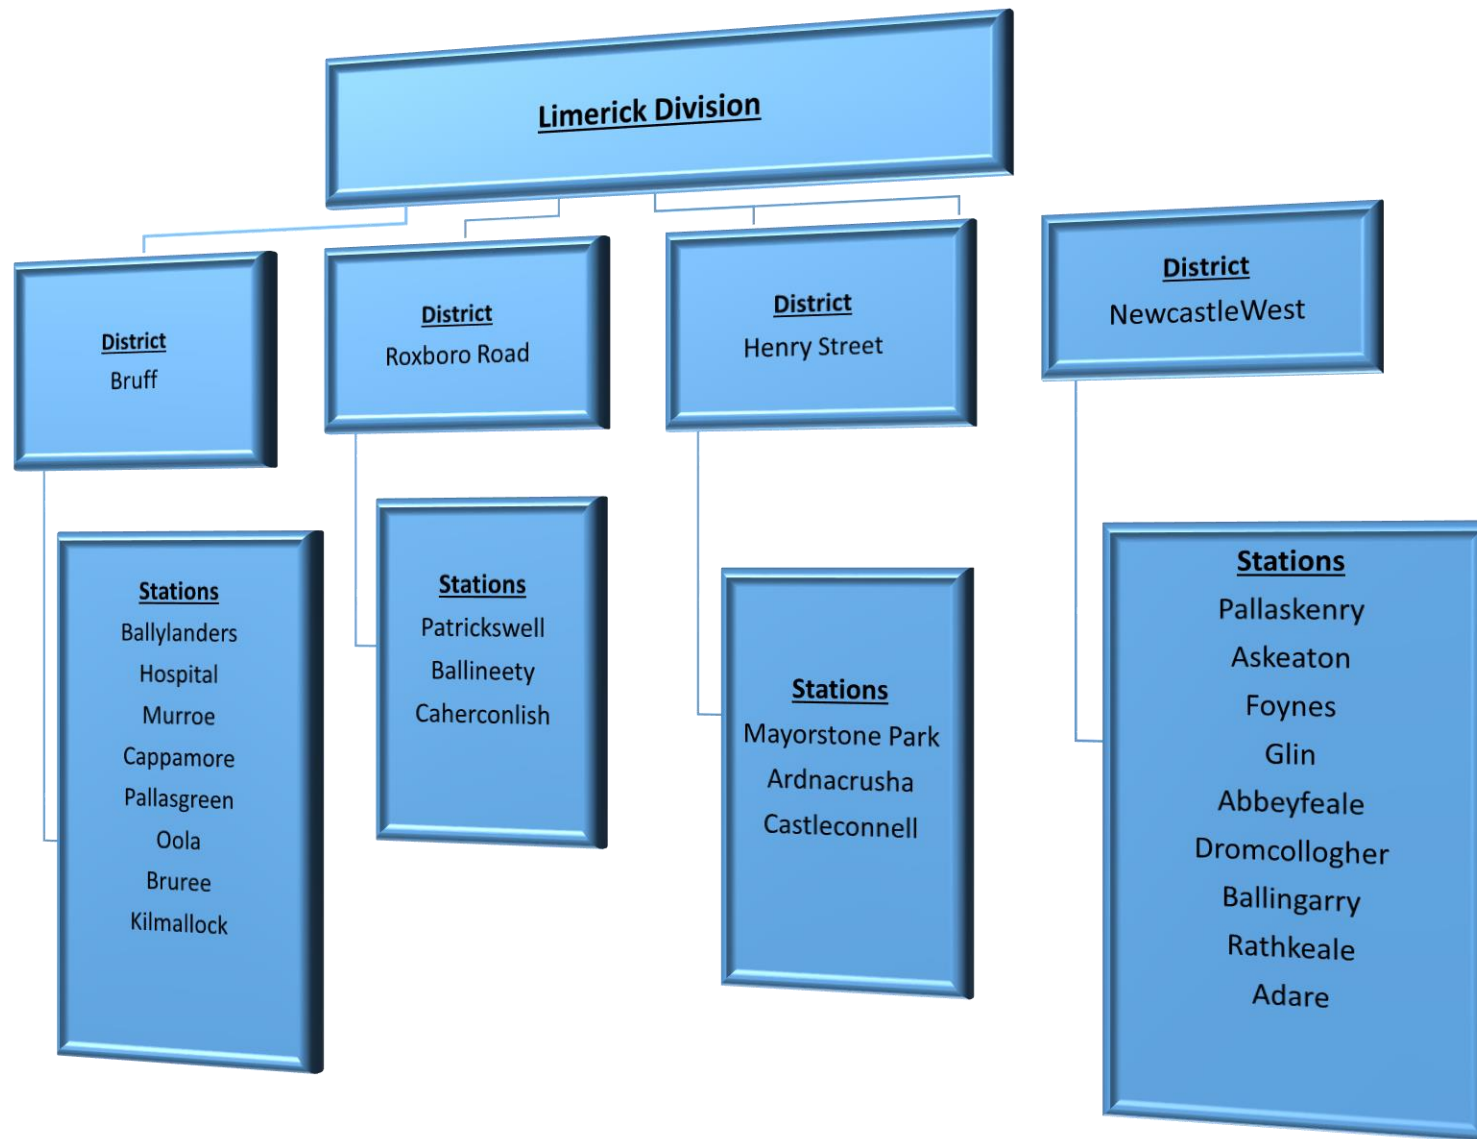 Limerick Division
District
Bruff
District
Roxboro Road
District
Henry Street
District
NewcastleWest
Stations
Ballylanders
Hospital
Murroe
Cappamore
Pallasgreen
Oola
Bruree
Kilmallock
Stations
Patrickswell
Ballineety
Caherconlish
Stations
Mayorstone Park
Ardnacrusha
Castleconnell
Stations
Pallaskenry
Askeaton
Foynes
Glin
Abbeyfeale
Dromcollogher
Ballingarry
Rathkeale
Adare